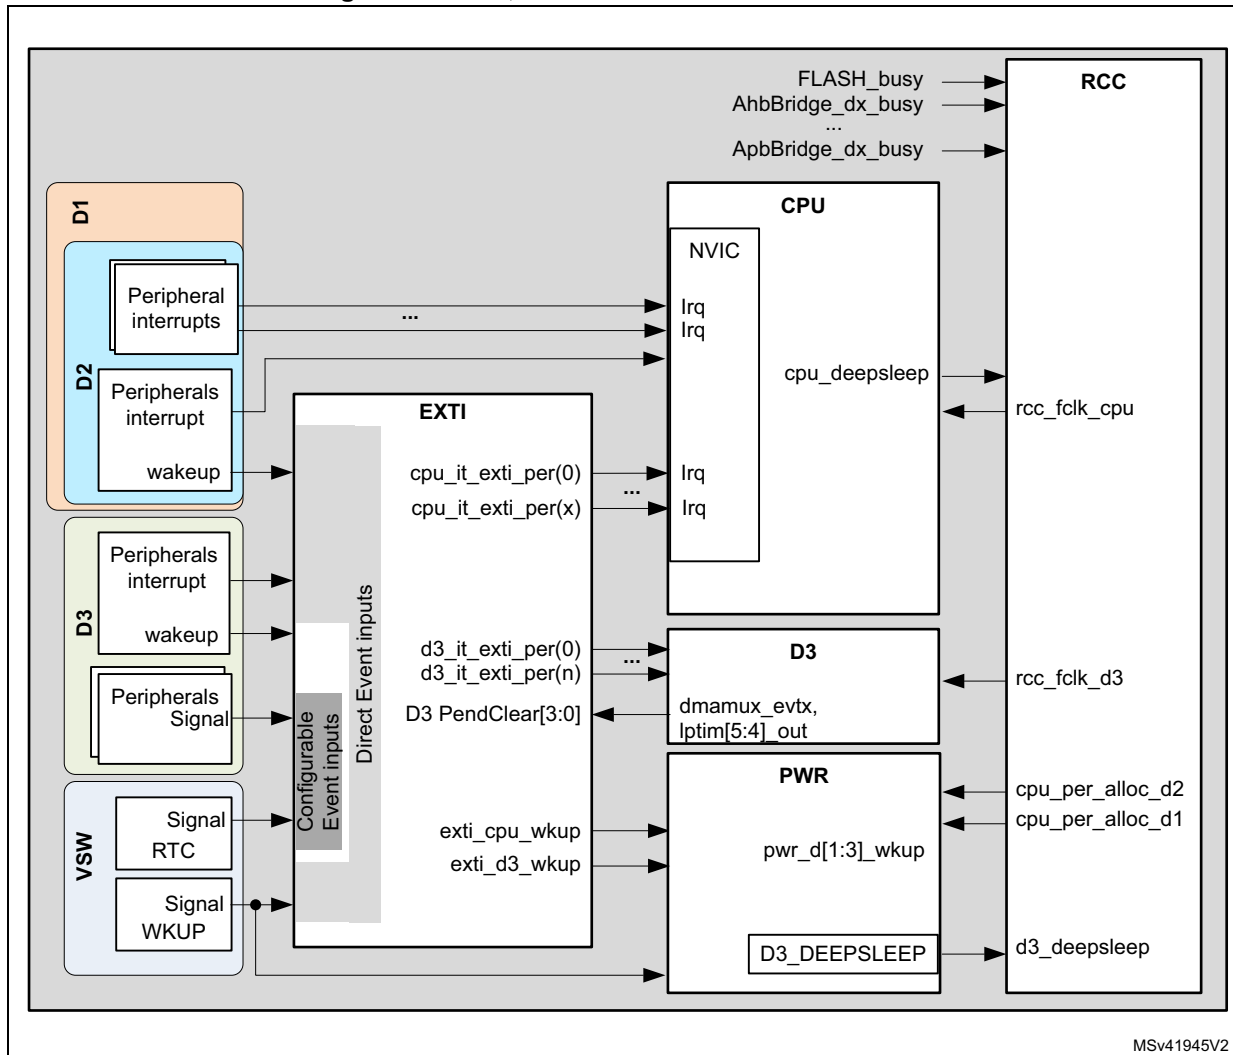 FLASH_busy
AhbBridge_dx_busy
...
ApbBridge_dx_busy
RCC
D1
D2
Peripheral
interrupts
...
Peripherals
interrupt
wakeup
CPU
NVIC
Irq
Irq
cpu_deepsleep
rcc_fclk_cpu
EXTI
cpu_it_exti_per(0)
...
cpu_it_exti_per(x)
Irq
Irq
D3
Peripherals
interrupt
wakeup
Peripherals
Signal
Direct Event inputs
Configurable
Event inputs
d3_it_exti_per(0)
...
d3_it_exti_per(n)
D3 PendClear[3:0]
D3
dmamux_evtx,
lptim[5:4]_out
rcc_fclk_d3
VSW
Signal
RTC
Signal
WKUP
exti_cpu_wkup
exti_d3_wkup
PWR
pwr_d[1:3]_wkup
cpu_per_alloc_d2
cpu_per_alloc_d1
D3_DEEPSLEEP
d3_deepsleep
MSv41945V2